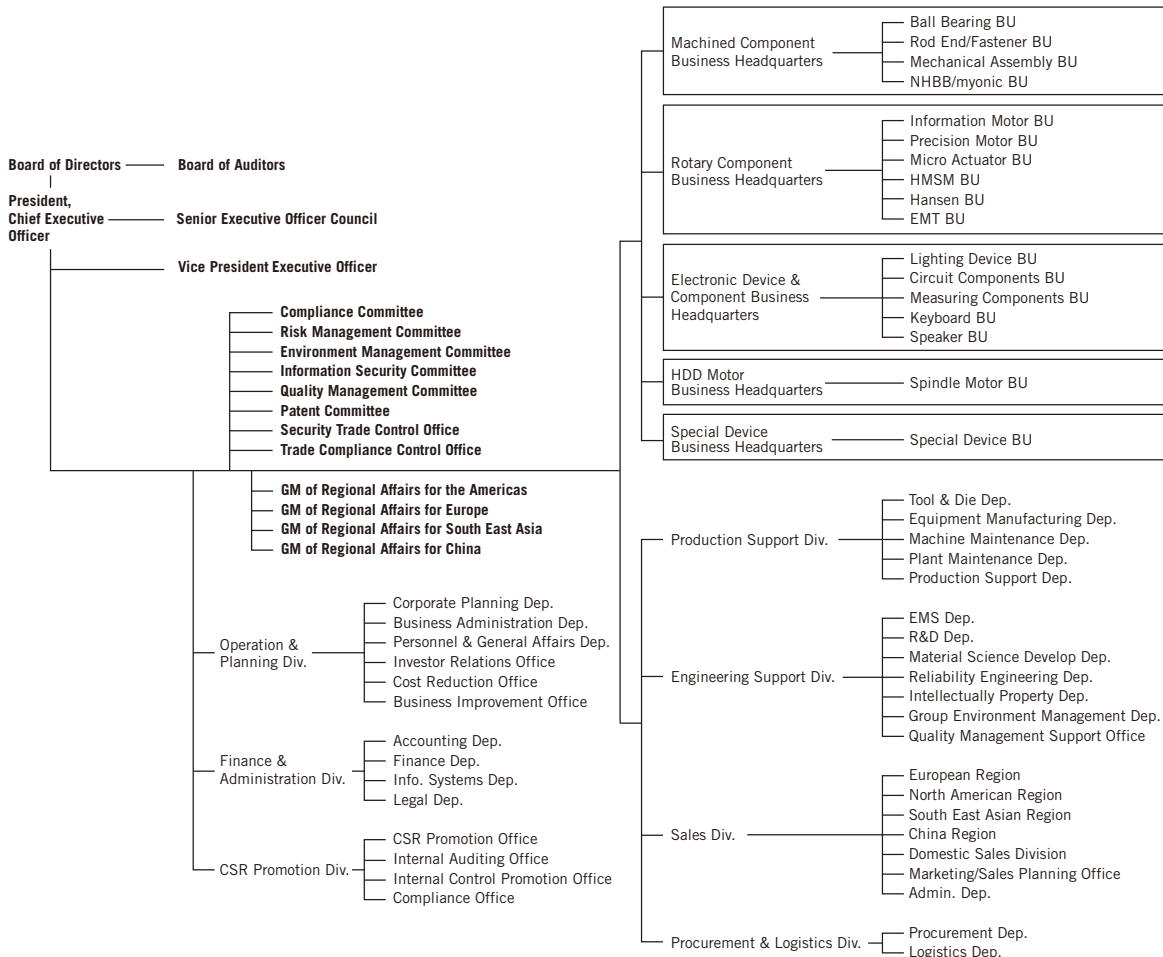 Board of Directors
Board of Auditors
President,
Chief Executive
Officer
Senior Executive Officer Council
Vice President Executive Officer
Compliance Committee
Risk Management Committee
Environment Management Committee
Information Security Committee
Quality Management Committee
Patent Committee
Security Trade Control Office
Trade Compliance Control Office
GM of Regional Affairs for the Americas
GM of Regional Affairs for Europe
GM of Regional Affairs for South East Asia
GM of Regional Affairs for China
Operation &
Planning Div.
Corporate Planning Dep.
Business Administration Dep.
Personnel & General Affairs Dep.
Investor Relations Office
Cost Reduction Office
Business Improvement Office
Finance &
Administration Div.
Accounting Dep.
Finance Dep.
Info. Systems Dep.
Legal Dep.
CSR Promotion Div.
CSR Promotion Office
Internal Auditing Office
Internal Control Promotion Office
Compliance Office
Machined Component
Business Headquarters
Ball Bearing BU
Rod End/Fastener BU
Mechanical Assembly BU
NHBB/myonic BU
Rotary Component
Business Headquarters
Information Motor BU
Precision Motor BU
Micro Actuator BU
HMSM BU
Hansen BU
EMT BU
Electronic Device &
Component Business
Headquarters
Lighting Device BU
Circuit Components BU
Measuring Components BU
Keyboard BU
Speaker BU
HDD Motor
Business Headquarters
Spindle Motor BU
Special Device
Business Headquarters
Special Device BU
Production Support Div.
Tool & Die Dep.
Equipment Manufacturing Dep.
Machine Maintenance Dep.
Plant Maintenance Dep.
Production Support Dep.
Engineering Support Div.
EMS Dep.
R&D Dep.
Material Science Develop Dep.
Reliability Engineering Dep.
Intellectually Property Dep.
Group Environment Management Dep.
Quality Management Support Office
Sales Div.
European Region
North American Region
South East Asian Region
China Region
Domestic Sales Division
Marketing/Sales Planning Office
Admin. Dep.
Procurement & Logistics Div.
Procurement Dep.
Logistics Dep.